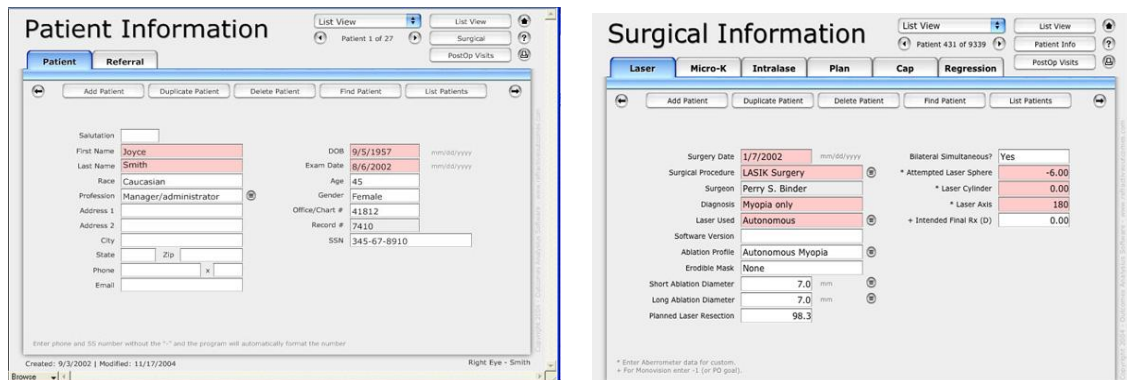 Patient Information
List View
List View
Patient 1 of 27
Surgical
PostOp Visits
Patient Referral
Add Patient Duplicate Patient Delete Patient Find Patient List Patients
Salutation
First Name Joyce DOB 9/5/1957 mm/dd/yyyy
Last Name Smith Exam Date 8/6/2002 mm/dd/yyyy
Race Caucasian Age 45
Profession Manager/administrator Gender Female
Address 1 Office/Chart # 41812
Address 2 Record # 7410
City SSN 345-67-8910
State Zip
Phone x
Email
Enter phone and SS number without the "-" and the program will automatically format the number
Created: 9/3/2002 | Modified: 11/17/2004 Right Eye - Smith
Browse
Surgical Information
List View
List View
Patient 431 of 9339
Patient Info
PostOp Visits
Laser Micro-K Intralase Plan Cap Regression
Add Patient Duplicate Patient Delete Patient Find Patient List Patients
Surgery Date 1/7/2002 mm/dd/yyyy Bilateral Simultaneous? Yes
Surgical Procedure LASIK Surgery * Attempted Laser Sphere -6.00
Surgeon Perry S. Binder * Laser Cylinder 0.00
Diagnosis Myopia only * Laser Axis 180
Laser Used Autonomous + Intended Final Rx (D) 0.00
Software Version
Ablation Profile Autonomous Myopia
Erodible Mask None
Short Ablation Diameter 7.0 mm
Long Ablation Diameter 7.0 mm
Planned Laser Resection 98.3
* Enter Aberrometer data for custom.
+ For Monovision enter -1 (or PO goal).